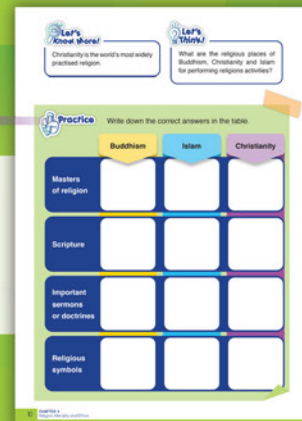 Let's
Know More!
Christianity is the world's most widely
practised religion.
Let's
Think!
What are the religious places of
Buddhism, Christianity and Islam
for performing religions activities?
Practice
Write down the correct answers in the table.
Buddhism
Islam
Christianity
Masters
of religion
Scripture
Important
sermons
or doctrines
Religious
symbols
10
CHAPTER 3